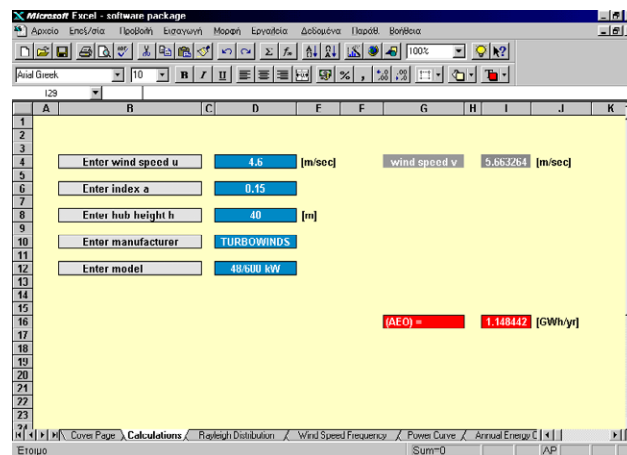 Microsoft Excel - software package
Αρχείο Επεξ/σία Προβολή Εισαγωγή Μορφή Εργαλεία Δεδομένα Παράθ. Βοήθεια
100%
Arial Greek 10 B I U
I29
A B C D E F G H I J K
1
2
3
4 Enter wind speed u 4.6 [m/sec] wind speed v 5.663264 [m/sec]
5
6 Enter index a 0.15
7
8 Enter hub height h 40 [m]
9
10 Enter manufacturer TURBOWINDS
11
12 Enter model 48/600 kW
13
14
15
16 (AEO) = 1.148442 [GWh/yr]
17
18
19
20
21
22
23
24
Cover Page Calculations Rayleigh Distribution Wind Speed Frequency Power Curve Annual Energy C
Έτοιμο Sum=0 AP